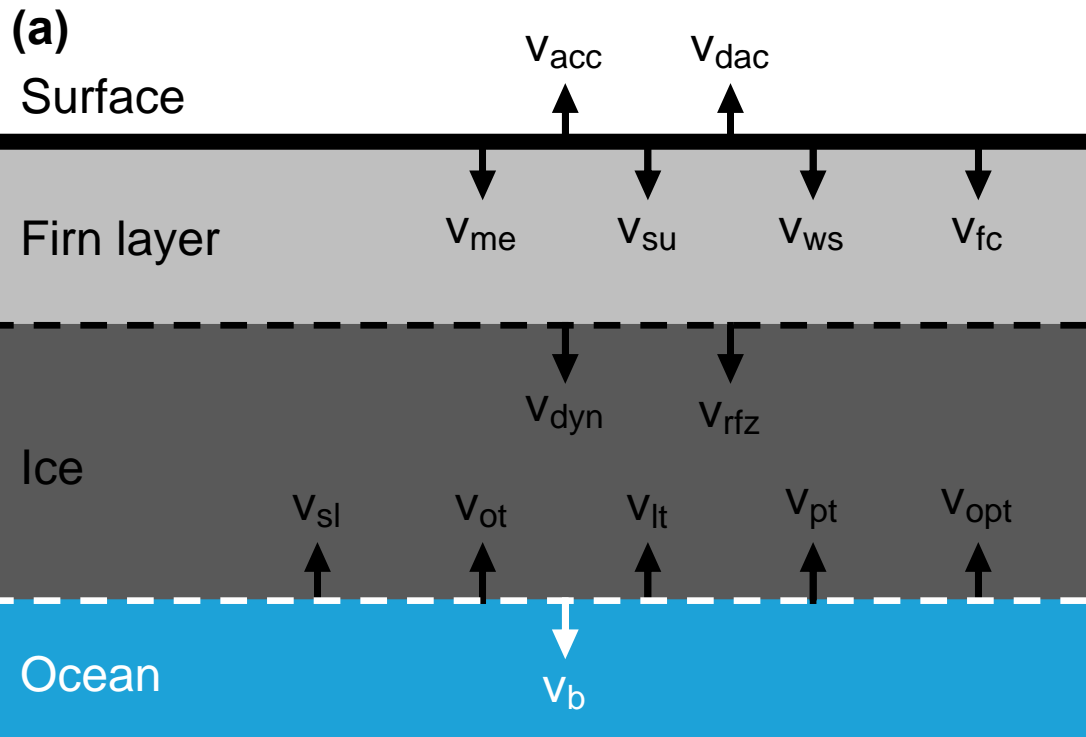 (a)
v_acc v_dac
Surface
Firn layer v_me v_su v_ws v_fc
v_dyn v_rfz
Ice
v_sl v_ot v_lt v_pt v_opt
Ocean
v_b